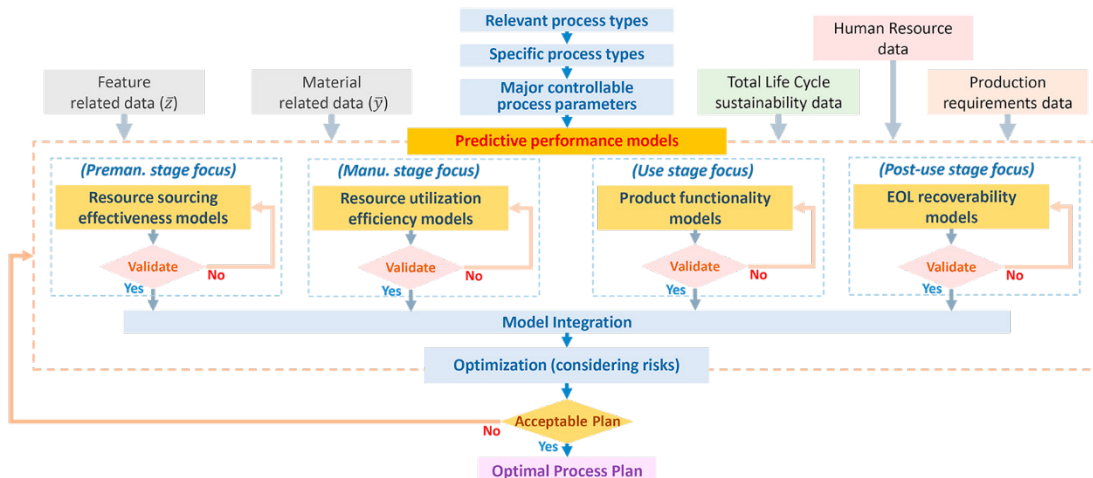 Relevant process types
Specific process types
Major controllable
process parameters
Human Resource
data
Feature
related data (z̄)
Material
related data (ȳ)
Total Life Cycle
sustainability data
Production
requirements data
Predictive performance models
(Preman. stage focus)
Resource sourcing
effectiveness models
Validate
No
Yes
(Manu. stage focus)
Resource utilization
efficiency models
Validate
No
Yes
(Use stage focus)
Product functionality
models
Validate
No
Yes
(Post-use stage focus)
EOL recoverability
models
Validate
No
Yes
Model Integration
Optimization (considering risks)
Acceptable Plan
No
Yes
Optimal Process Plan